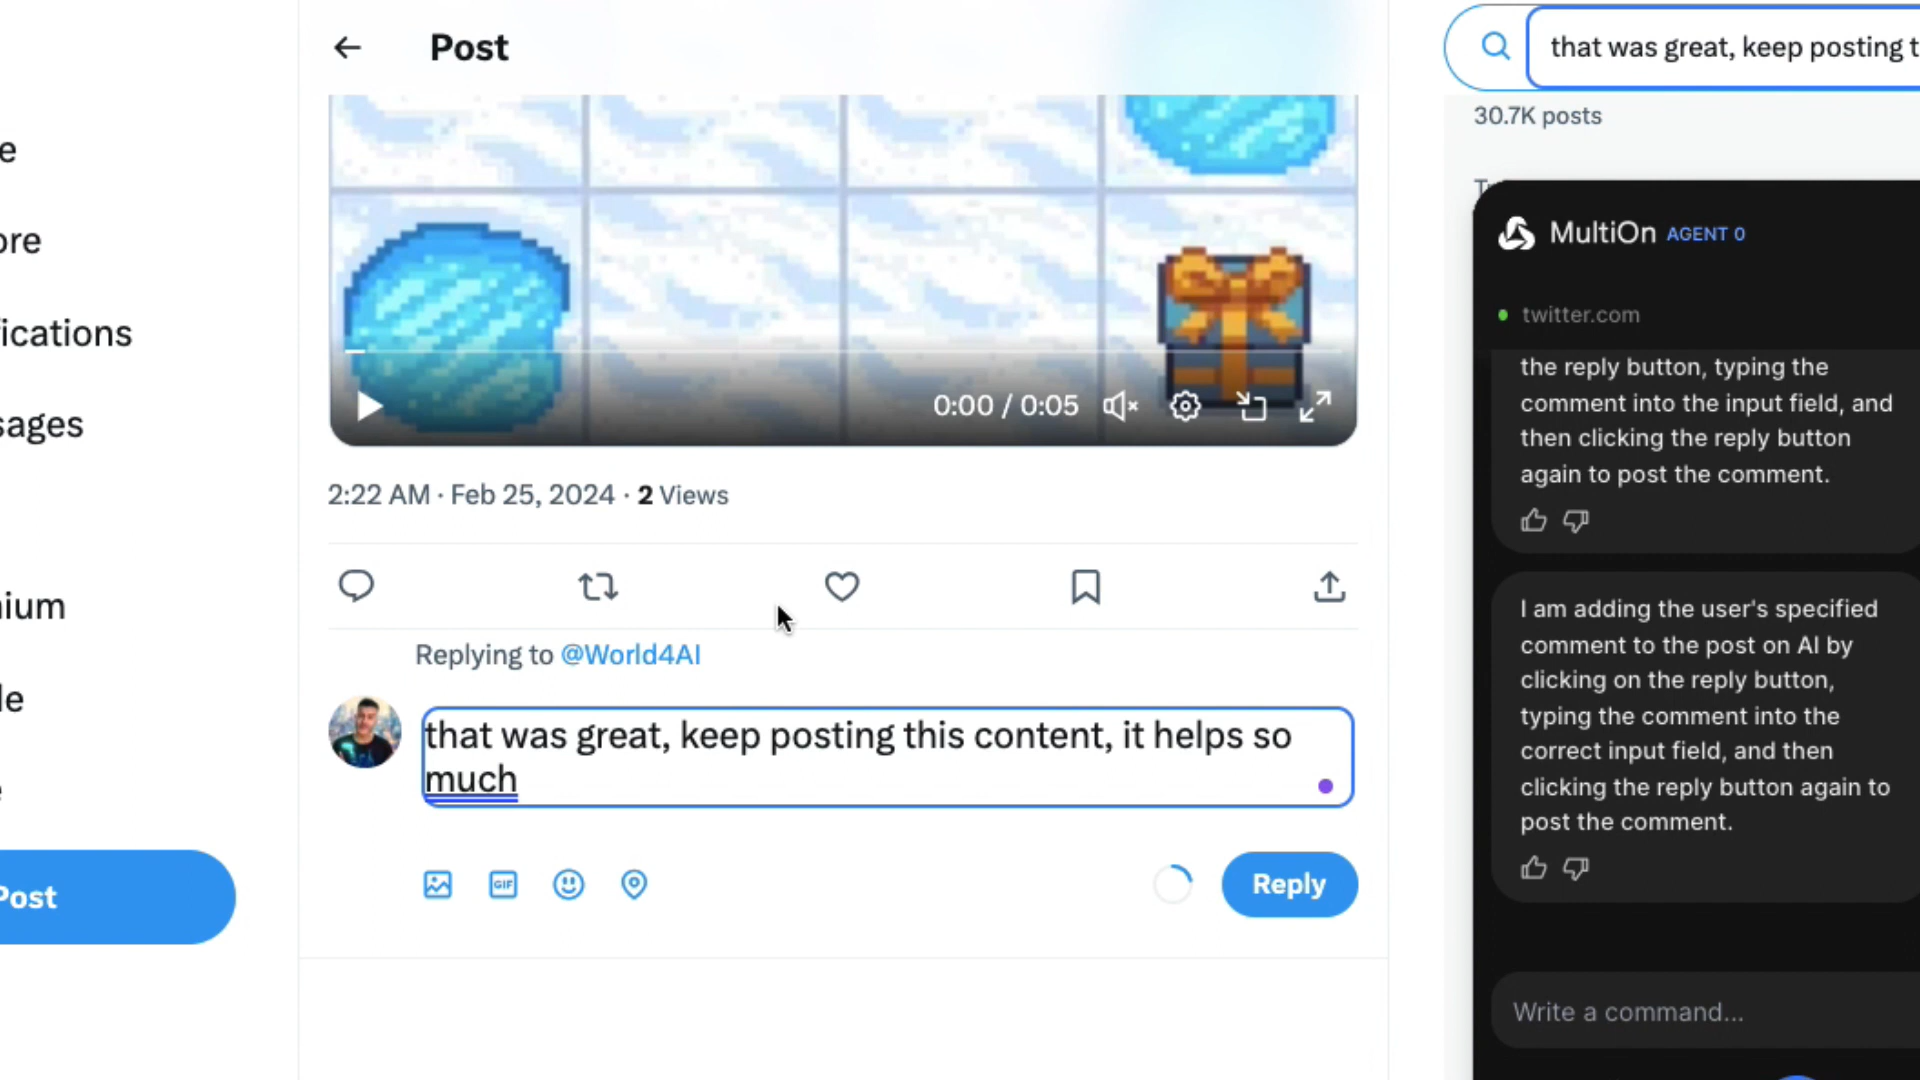 Post
that was great, keep posting t
30.7K posts
e
ore
fications
sages
nium
le
e
Post
0:00 / 0:05
2:22 AM · Feb 25, 2024 · 2 Views
Replying to @World4AI
that was great, keep posting this content, it helps so
much
GIF
Reply
MultiOn AGENT 0
twitter.com
the reply button, typing the
comment into the input field, and
then clicking the reply button
again to post the comment.
I am adding the user's specified
comment to the post on AI by
clicking on the reply button,
typing the comment into the
correct input field, and then
clicking the reply button again to
post the comment.
Write a command...